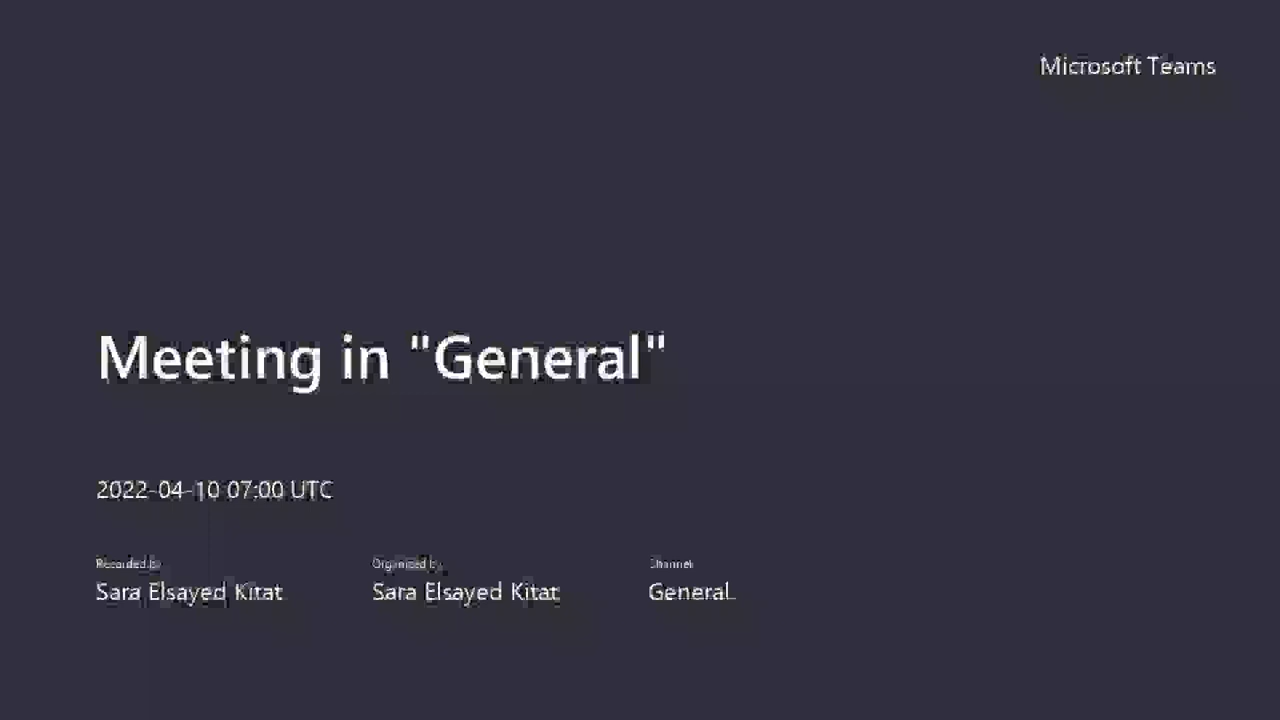 Microsoft Teams
Meeting in "General"
2022-04-10 07:00 UTC
Recorded by Organized by Channel
Sara Elsayed Kitat Sara Elsayed Kitat General